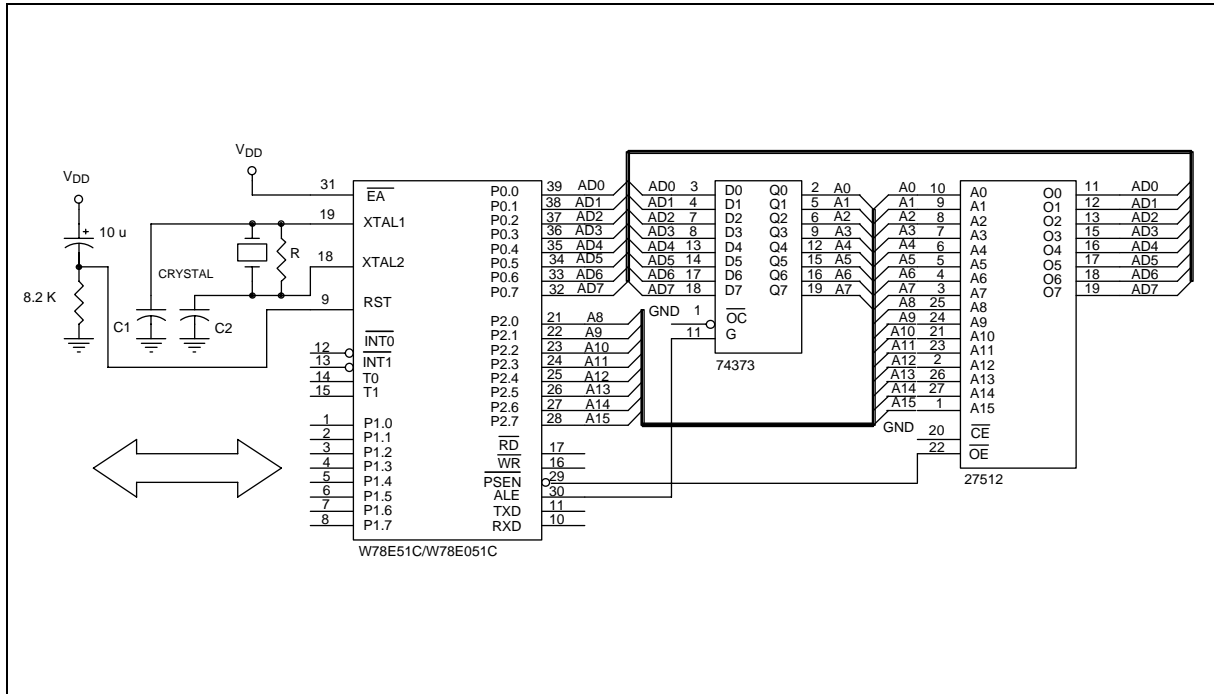 VDD
VDD
10 u
8.2 K
C1
CRYSTAL
C2
R
31 EA
19 XTAL1
18 XTAL2
9 RST
12 INT0
13 INT1
14 T0
15 T1
1 P1.0
2 P1.1
3 P1.2
4 P1.3
5 P1.4
6 P1.5
7 P1.6
8 P1.7
P0.0 39 AD0
P0.1 38 AD1
P0.2 37 AD2
P0.3 36 AD3
P0.4 35 AD4
P0.5 34 AD5
P0.6 33 AD6
P0.7 32 AD7
P2.0 21 A8
P2.1 22 A9
P2.2 23 A10
P2.3 24 A11
P2.4 25 A12
P2.5 26 A13
P2.6 27 A14
P2.7 28 A15
RD 17
WR 16
PSEN 29
ALE 30
TXD 11
RXD 10
W78E51C/W78E051C
AD0 3 D0 Q0 2 A0
AD1 4 D1 Q1 5 A1
AD2 7 D2 Q2 6 A2
AD3 8 D3 Q3 9 A3
AD4 13 D4 Q4 12 A4
AD5 14 D5 Q5 15 A5
AD6 17 D6 Q6 16 A6
AD7 18 D7 Q7 19 A7
GND 1 OC
11 G
74373
A0 10 A0 O0 11 AD0
A1 9 A1 O1 12 AD1
A2 8 A2 O2 13 AD2
A3 7 A3 O3 15 AD3
A4 6 A4 O4 16 AD4
A5 5 A5 O5 17 AD5
A6 4 A6 O6 18 AD6
A7 3 A7 O7 19 AD7
A8 25 A8
A9 24 A9
A10 21 A10
A11 23 A11
A12 2 A12
A13 26 A13
A14 27 A14
A15 1 A15
GND 20 CE
22 OE
27512